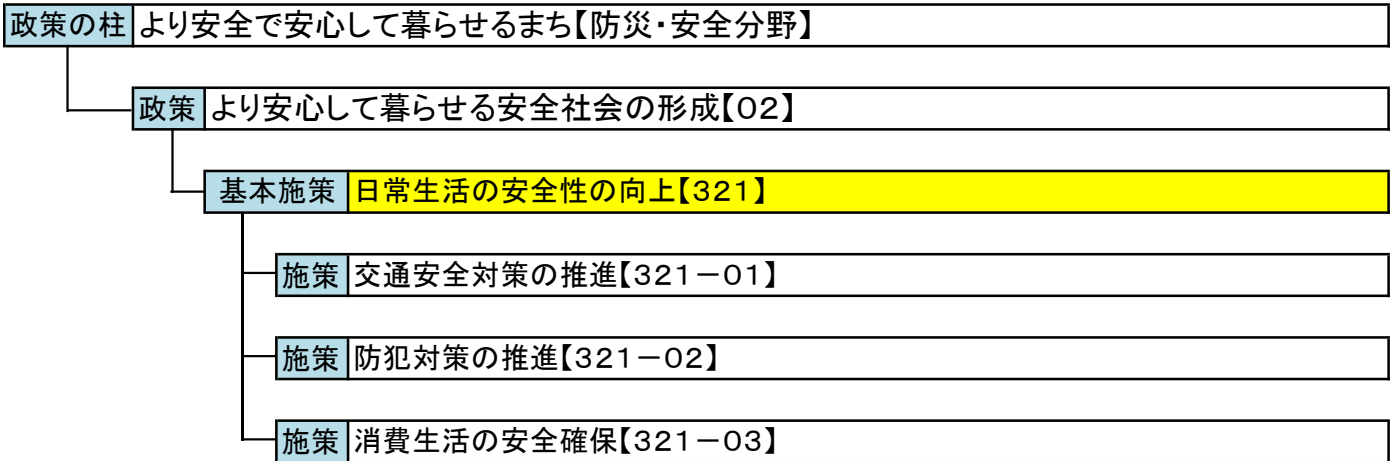 政策の柱 より安全で安心して暮らせるまち【防災・安全分野】
政策 より安心して暮らせる安全社会の形成【02】
基本施策 日常生活の安全性の向上【321】
施策 交通安全対策の推進【321－01】
施策 防犯対策の推進【321－02】
施策 消費生活の安全確保【321－03】